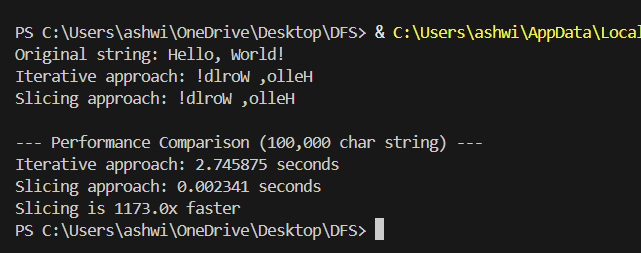 PS C:\Users\ashwi\OneDrive\Desktop\DFS> & C:\Users\ashwi\AppData\Local
Original string: Hello, World!
Iterative approach: !dlroW ,olleH
Slicing approach: !dlroW ,olleH
--- Performance Comparison (100,000 char string) ---
Iterative approach: 2.745875 seconds
Slicing approach: 0.002341 seconds
Slicing is 1173.0x faster
PS C:\Users\ashwi\OneDrive\Desktop\DFS>